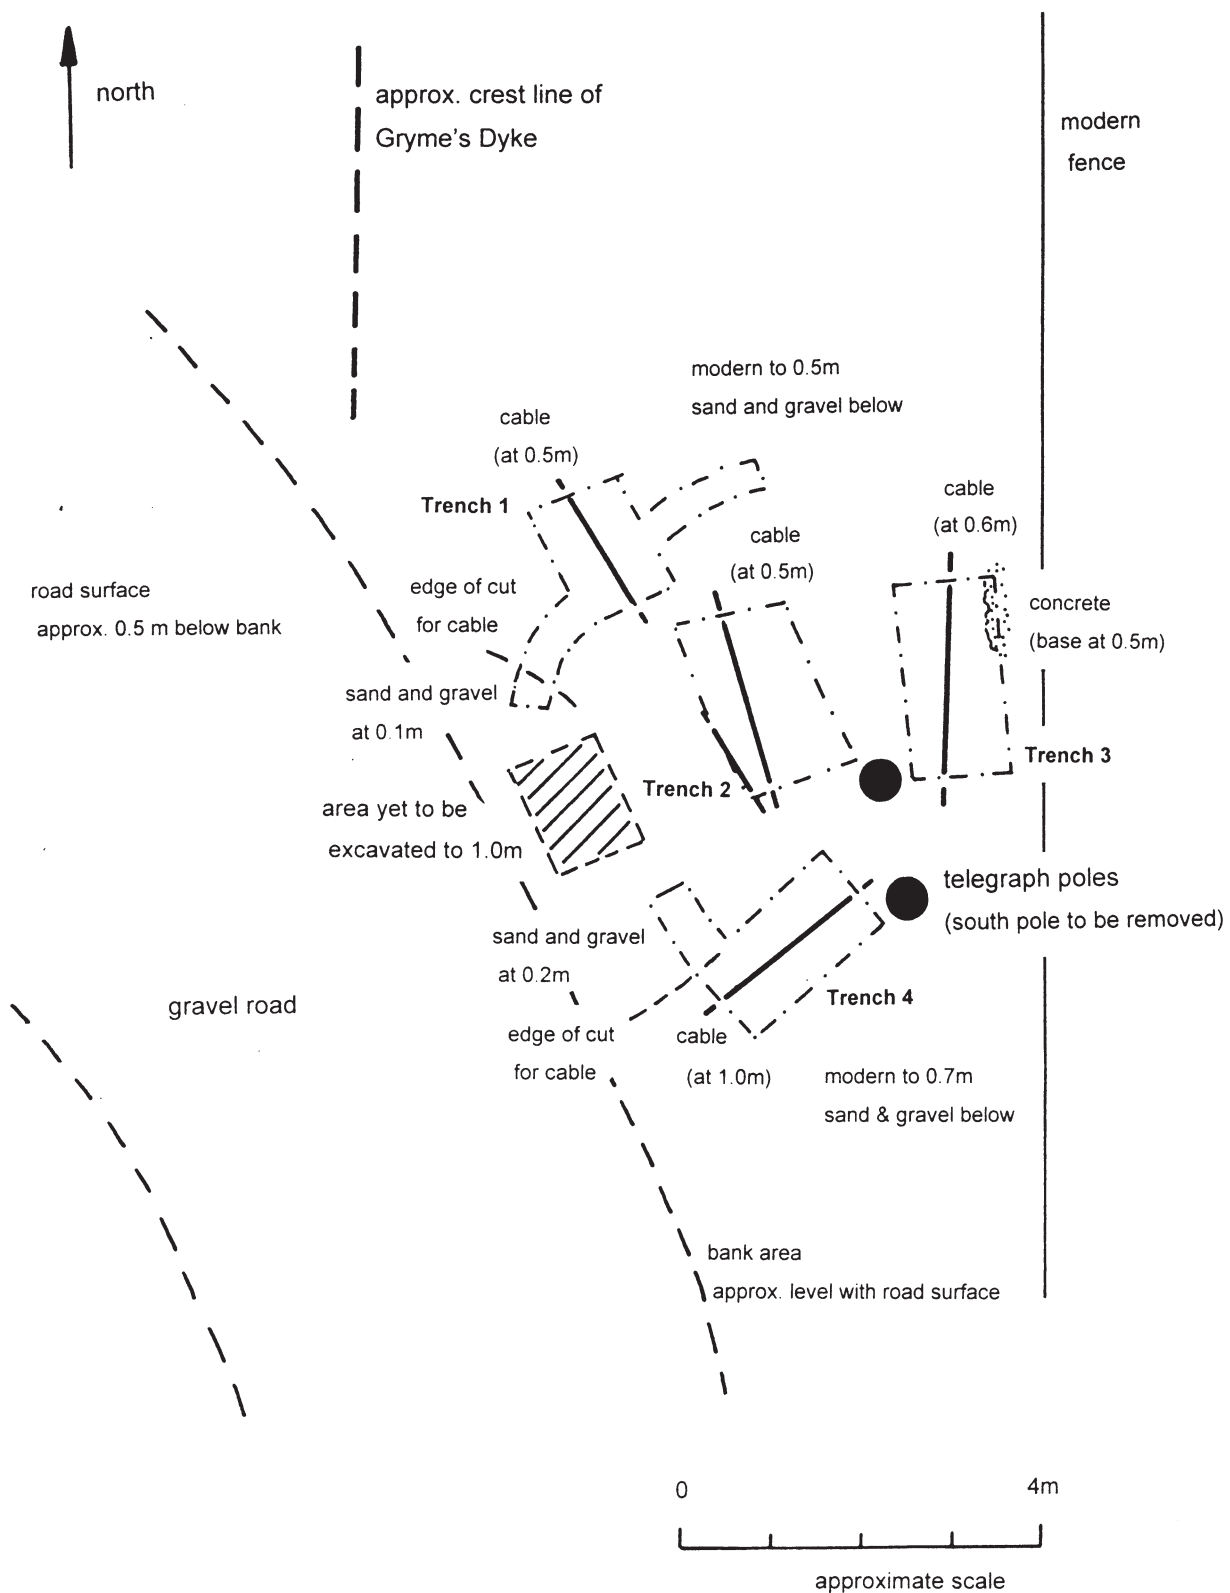 north
approx. crest line of
Gryme's Dyke
modern
fence
modern to 0.5m
sand and gravel below
cable
(at 0.5m)
Trench 1
cable
(at 0.6m)
cable
(at 0.5m)
edge of cut
for cable
road surface
approx. 0.5 m below bank
concrete
(base at 0.5m)
sand and gravel
at 0.1m
Trench 3
Trench 2
area yet to be
excavated to 1.0m
telegraph poles
(south pole to be removed)
sand and gravel
at 0.2m
Trench 4
gravel road
edge of cut
for cable
cable
(at 1.0m)
modern to 0.7m
sand & gravel below
bank area
approx. level with road surface
0
4m
approximate scale